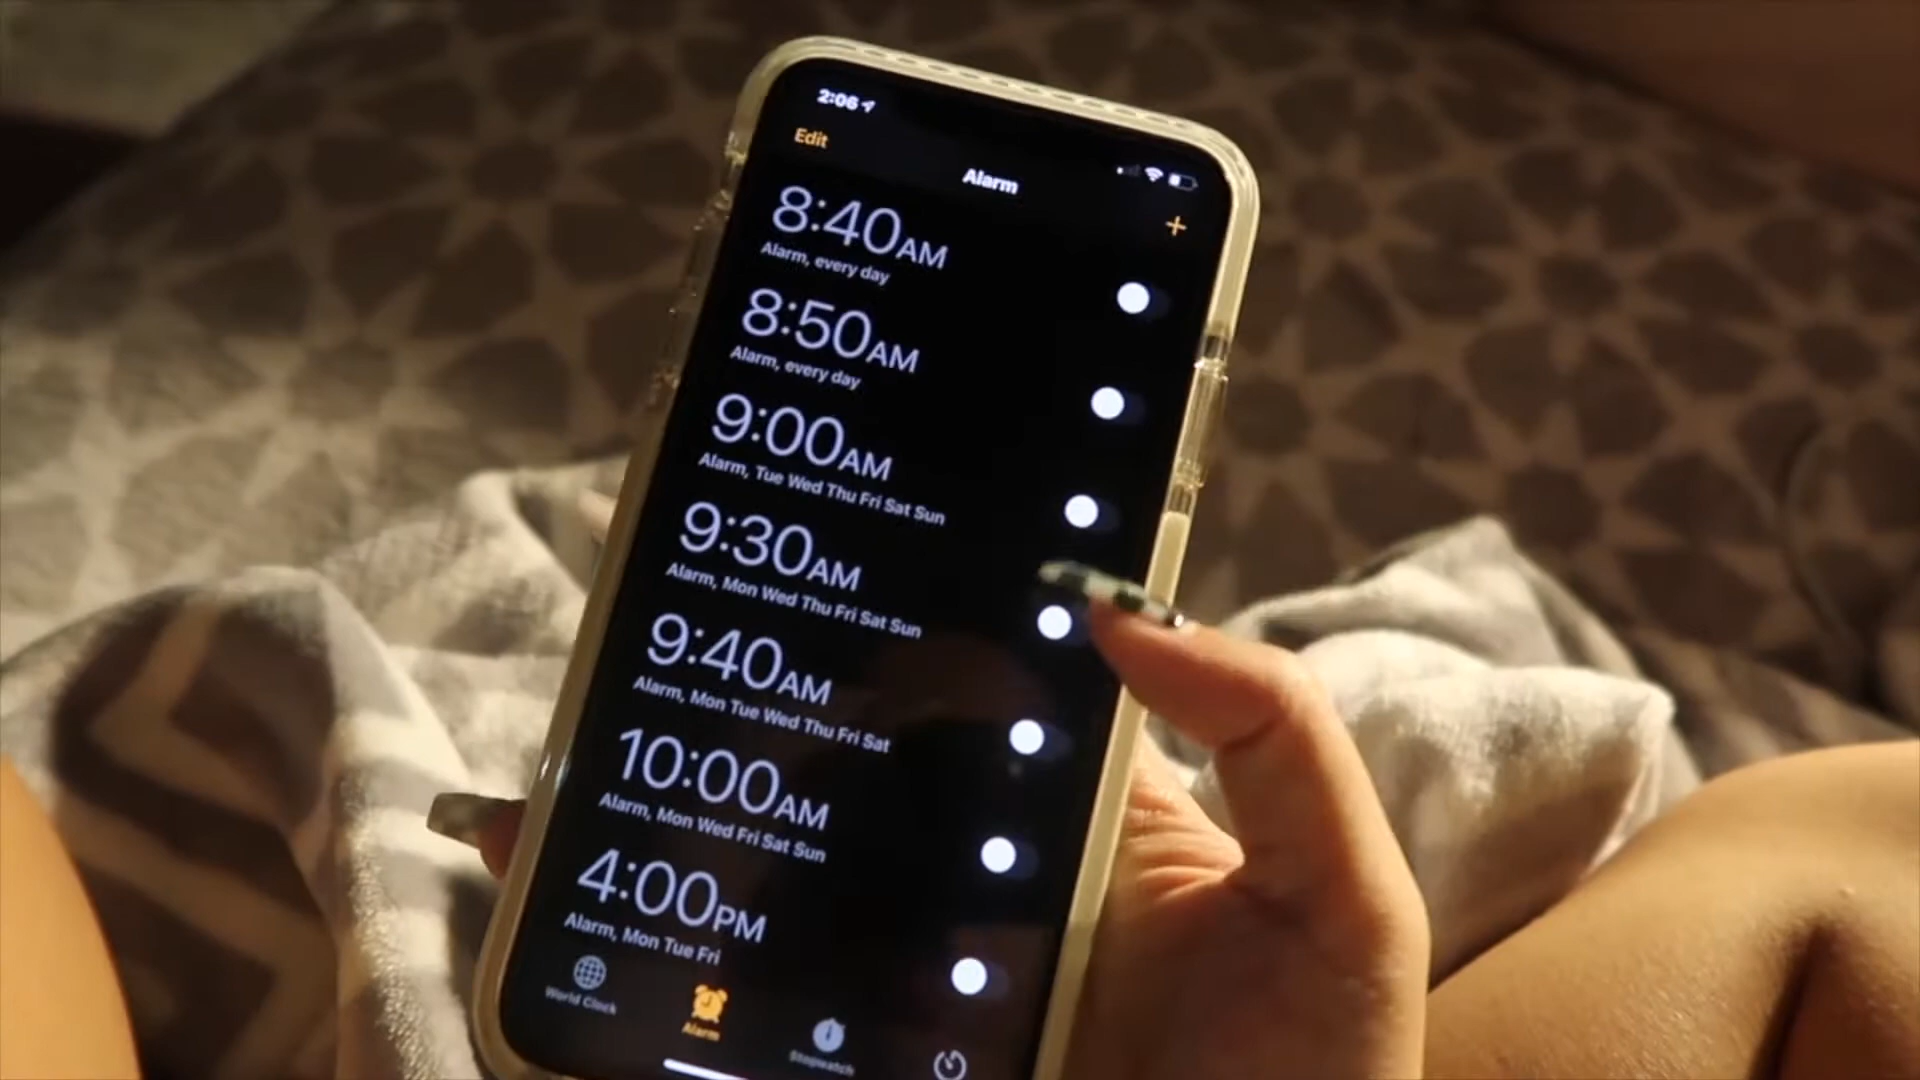 2:06
Edit
Alarm
+
8:40AM
Alarm, every day
8:50AM
Alarm, every day
9:00AM
Alarm, Tue Wed Thu Fri Sat Sun
9:30AM
Alarm, Mon Wed Thu Fri Sat Sun
9:40AM
Alarm, Mon Tue Wed Thu Fri Sat
10:00AM
Alarm, Mon Wed Fri Sat Sun
4:00PM
Alarm, Mon Tue Fri
World Clock
Alarm
Stopwatch